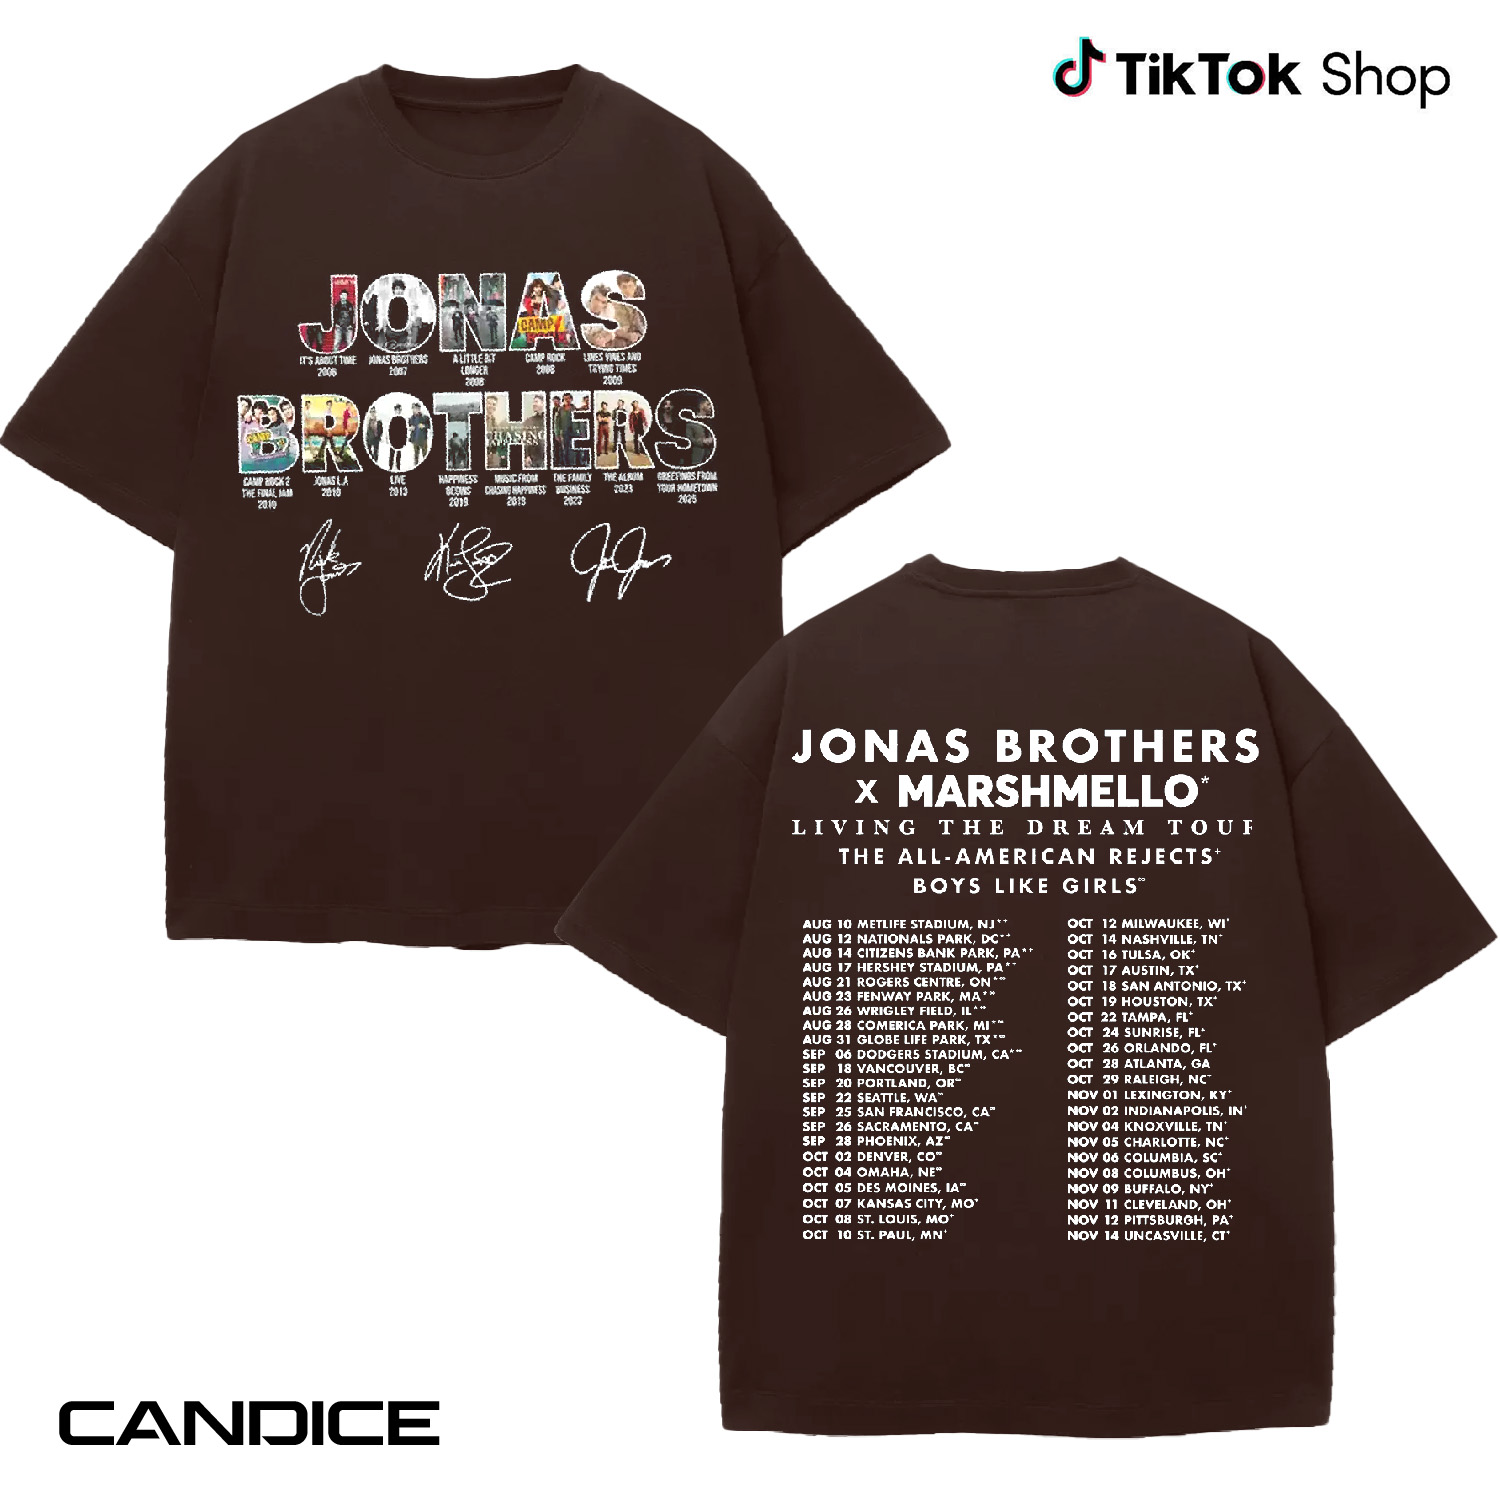 TikTok Shop
JONAS
IT'S ABOUT TIME
2006
JONAS BROTHERS
2007
A LITTLE BIT
LONGER
2008
CAMP ROCK
2008
LINES VINES AND
TRYING TIMES
2009
CAMP
BROTHERS
CAMP
CHASING
CAMP ROCK 2
THE FINAL JAM
2010
JONAS L.A
2010
LIVE
2013
HAPPINESS
BEGINS
2019
MUSIC FROM
CHASING HAPPINESS
2019
THE FAMILY
BUSINESS
2023
THE ALBUM
2023
GREETINGS FROM
YOUR HOMETOWN
2025
JONAS BROTHERS
X MARSHMELLO*
LIVING THE DREAM TOUR
THE ALL-AMERICAN REJECTS+
BOYS LIKE GIRLS∞
AUG 10 METLIFE STADIUM, NJ*+
AUG 12 NATIONALS PARK, DC*+
AUG 14 CITIZENS BANK PARK, PA*+
AUG 17 HERSHEY STADIUM, PA*+
AUG 21 ROGERS CENTRE, ON*∞
AUG 23 FENWAY PARK, MA*∞
AUG 26 WRIGLEY FIELD, IL*∞
AUG 28 COMERICA PARK, MI*∞
AUG 31 GLOBE LIFE PARK, TX*∞
SEP 06 DODGERS STADIUM, CA*∞
SEP 18 VANCOUVER, BC∞
SEP 20 PORTLAND, OR∞
SEP 22 SEATTLE, WA∞
SEP 25 SAN FRANCISCO, CA∞
SEP 26 SACRAMENTO, CA∞
SEP 28 PHOENIX, AZ∞
OCT 02 DENVER, CO∞
OCT 04 OMAHA, NE∞
OCT 05 DES MOINES, IA∞
OCT 07 KANSAS CITY, MO+
OCT 08 ST. LOUIS, MO+
OCT 10 ST. PAUL, MN+
OCT 12 MILWAUKEE, WI+
OCT 14 NASHVILLE, TN+
OCT 16 TULSA, OK+
OCT 17 AUSTIN, TX+
OCT 18 SAN ANTONIO, TX+
OCT 19 HOUSTON, TX+
OCT 22 TAMPA, FL+
OCT 24 SUNRISE, FL+
OCT 26 ORLANDO, FL+
OCT 28 ATLANTA, GA
OCT 29 RALEIGH, NC+
NOV 01 LEXINGTON, KY+
NOV 02 INDIANAPOLIS, IN+
NOV 04 KNOXVILLE, TN+
NOV 05 CHARLOTTE, NC+
NOV 06 COLUMBIA, SC+
NOV 08 COLUMBUS, OH+
NOV 09 BUFFALO, NY+
NOV 11 CLEVELAND, OH+
NOV 12 PITTSBURGH, PA+
NOV 14 UNCASVILLE, CT+
CANDICE